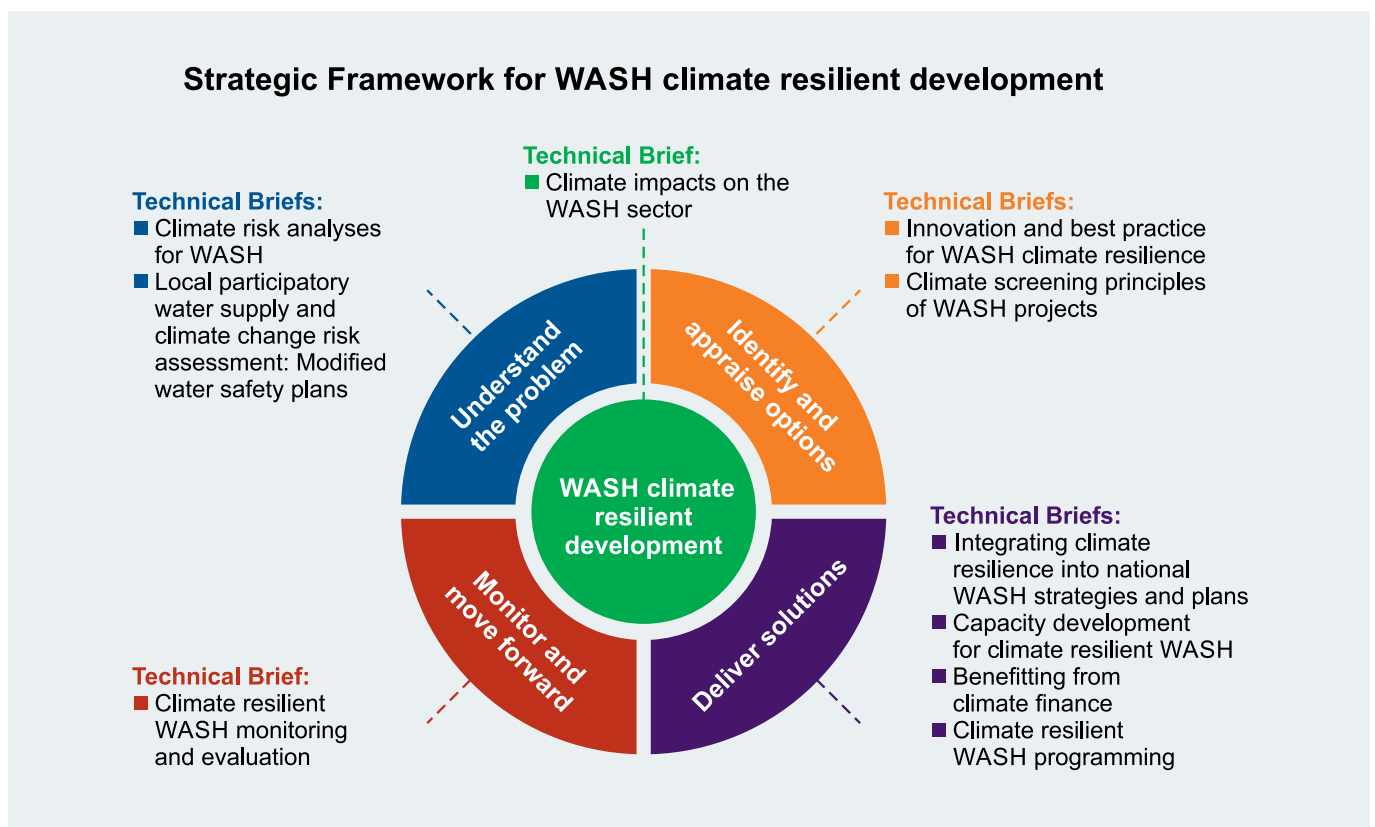 Strategic Framework for WASH climate resilient development
Technical Brief:
Climate impacts on the
WASH sector
Technical Briefs:
Climate risk analyses
for WASH
Local participatory
water supply and
climate change risk
assessment: Modified
water safety plans
Technical Briefs:
Innovation and best practice
for WASH climate resilience
Climate screening principles
of WASH projects
Understand
the problem
Identify and
appraise options
WASH climate
resilient
development
Monitor and
move forward
Deliver solutions
Technical Briefs:
Integrating climate
resilience into national
WASH strategies and plans
Capacity development
for climate resilient WASH
Benefitting from
climate finance
Climate resilient
WASH programming
Technical Brief:
Climate resilient
WASH monitoring
and evaluation